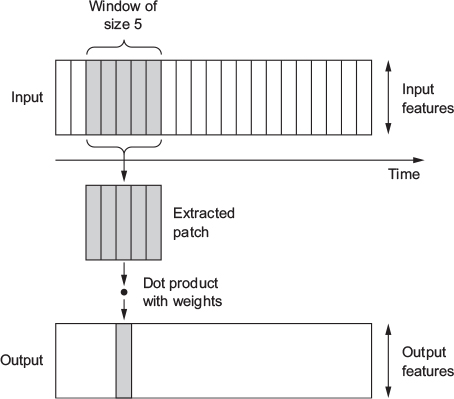 Window of
size 5
Input
Input
features
Time
Extracted
patch
Dot product
with weights
Output
Output
features